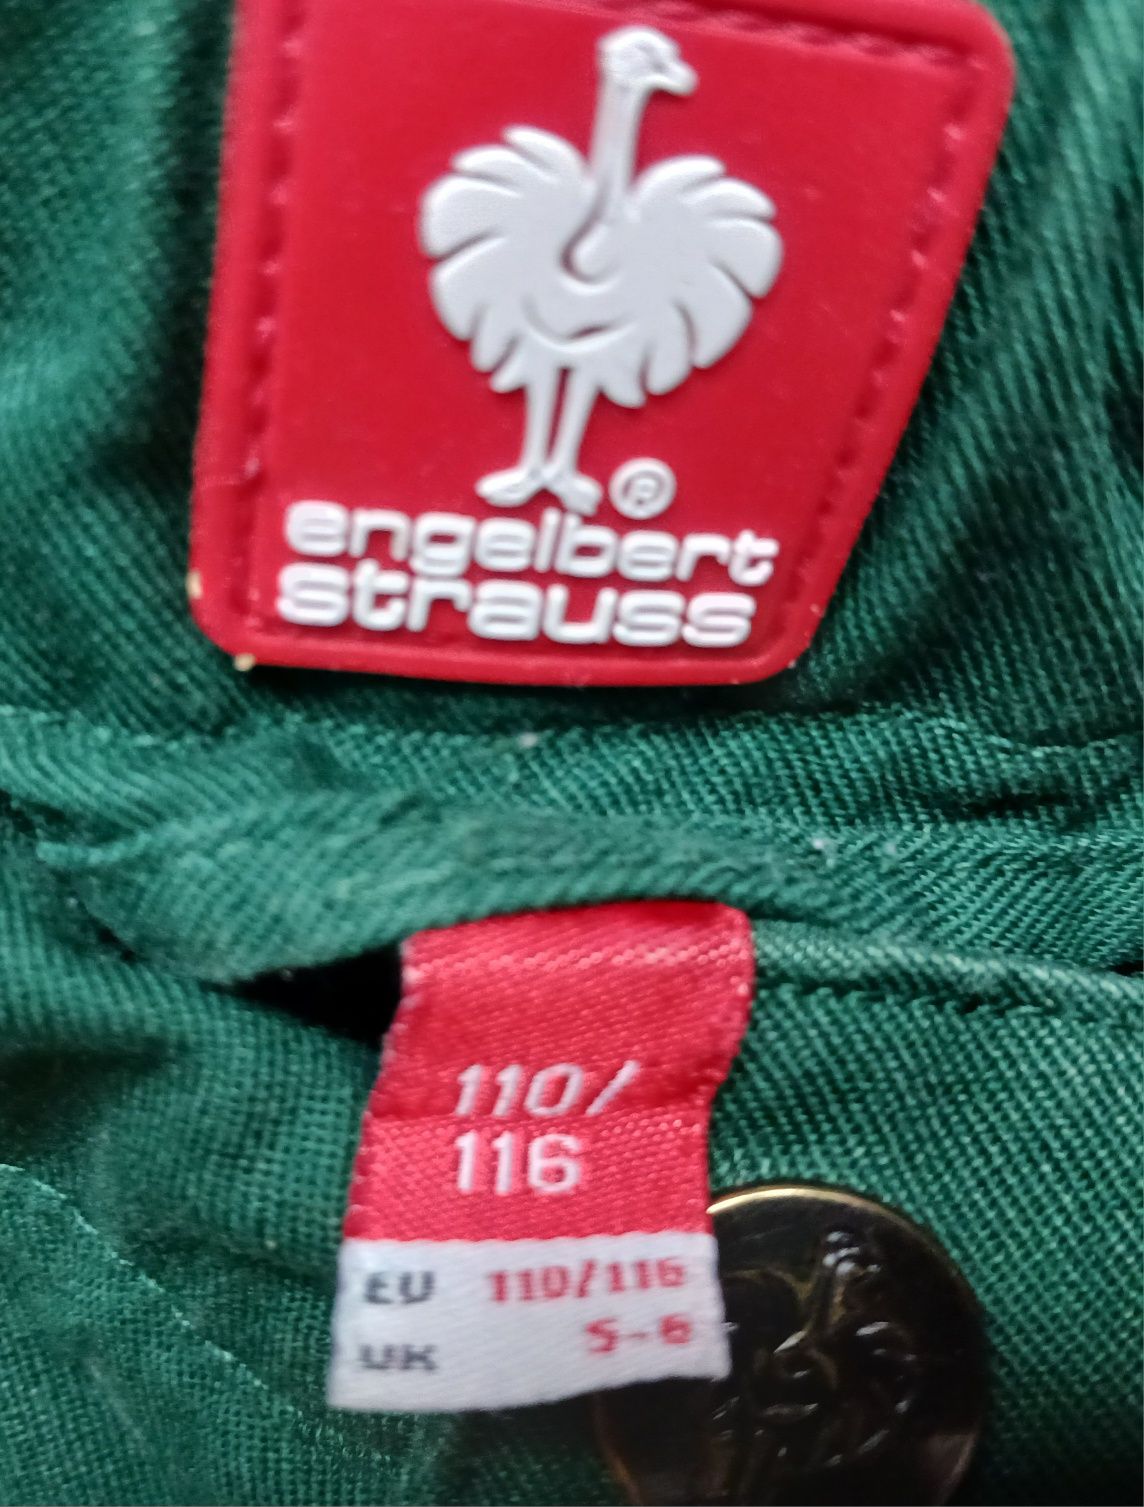 ®
engelbert
strauss
110/
116
EU 110/116
UK 5-6